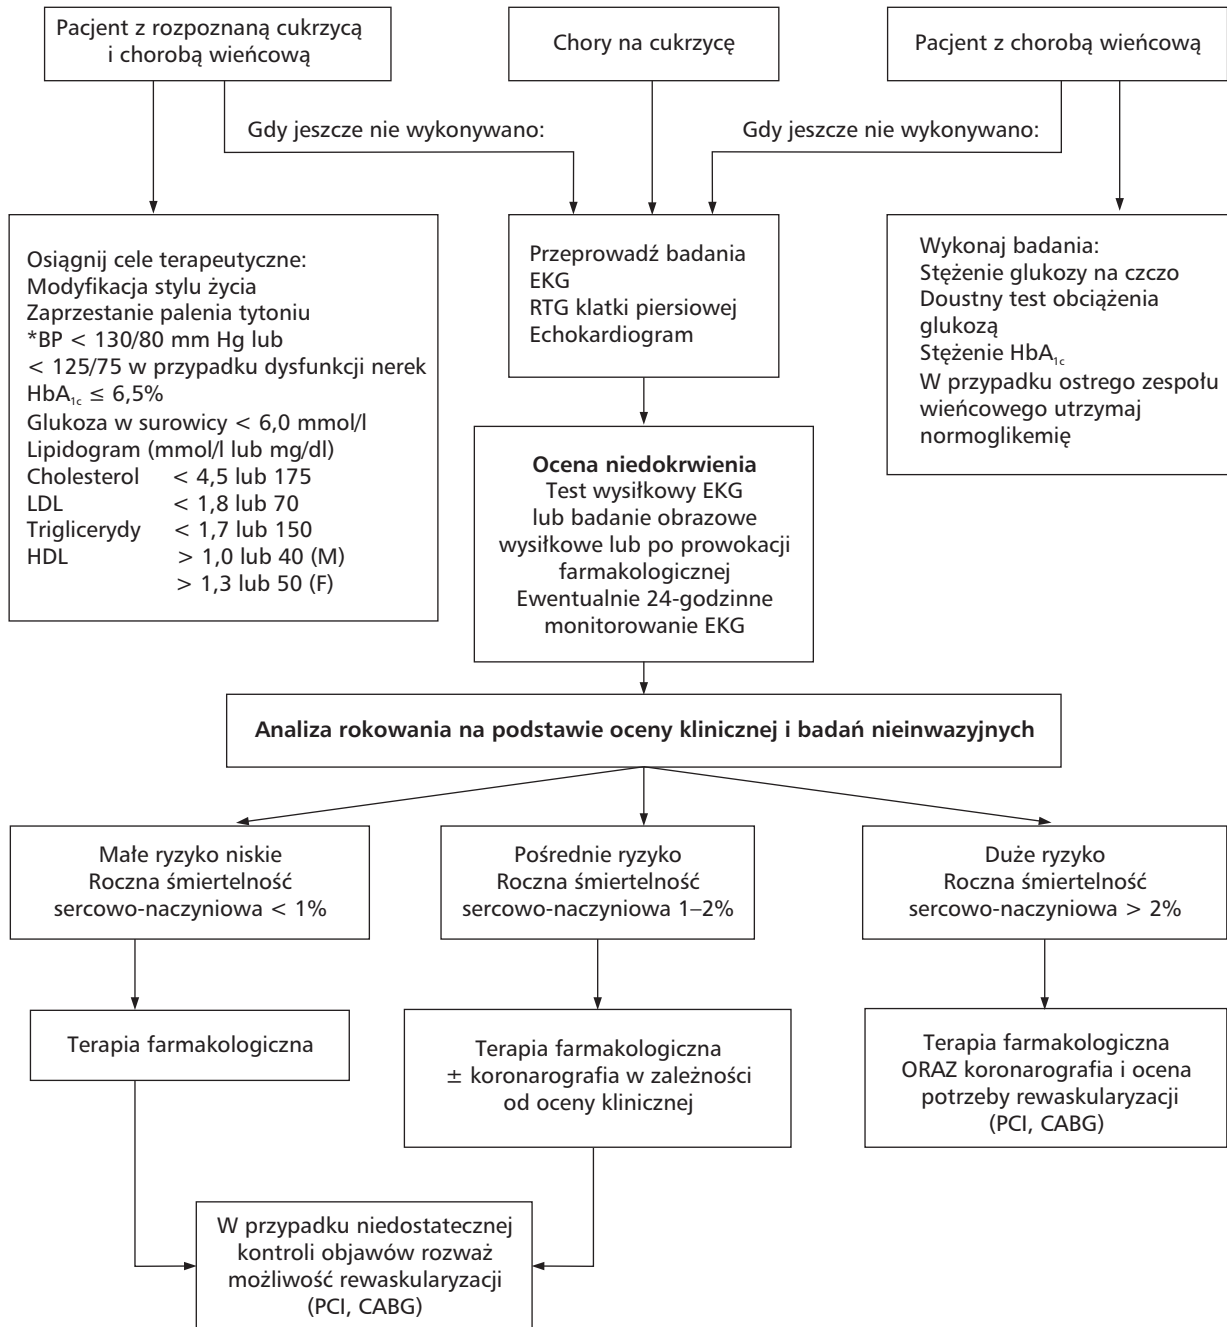 Pacjent z rozpoznaną cukrzycą
i chorobą wieńcową
Chory na cukrzycę
Pacjent z chorobą wieńcową
Gdy jeszcze nie wykonywano:
Gdy jeszcze nie wykonywano:
Osiągnij cele terapeutyczne:
Modyfikacja stylu życia
Zaprzestanie palenia tytoniu
*BP < 130/80 mm Hg lub
< 125/75 w przypadku dysfunkcji nerek
HbA1c ≤ 6,5%
Glukoza w surowicy < 6,0 mmol/l
Lipidogram (mmol/l lub mg/dl)
Cholesterol < 4,5 lub 175
LDL < 1,8 lub 70
Triglicerydy < 1,7 lub 150
HDL > 1,0 lub 40 (M)
> 1,3 lub 50 (F)
Przeprowadź badania
EKG
RTG klatki piersiowej
Echokardiogram
Wykonaj badania:
Stężenie glukozy na czczo
Doustny test obciążenia
glukozą
Stężenie HbA1c
W przypadku ostrego zespołu
wieńcowego utrzymaj
normoglikemię
Ocena niedokrwienia
Test wysiłkowy EKG
lub badanie obrazowe
wysiłkowe lub po prowokacji
farmakologicznej
Ewentualnie 24-godzinne
monitorowanie EKG
Analiza rokowania na podstawie oceny klinicznej i badań nieinwazyjnych
Małe ryzyko niskie
Roczna śmiertelność
sercowo-naczyniowa < 1%
Pośrednie ryzyko
Roczna śmiertelność
sercowo-naczyniowa 1–2%
Duże ryzyko
Roczna śmiertelność
sercowo-naczyniowa > 2%
Terapia farmakologiczna
Terapia farmakologiczna
± koronarografia w zależności
od oceny klinicznej
Terapia farmakologiczna
ORAZ koronarografia i ocena
potrzeby rewaskularyzacji
(PCI, CABG)
W przypadku niedostatecznej
kontroli objawów rozważ
możliwość rewaskularyzacji
(PCI, CABG)